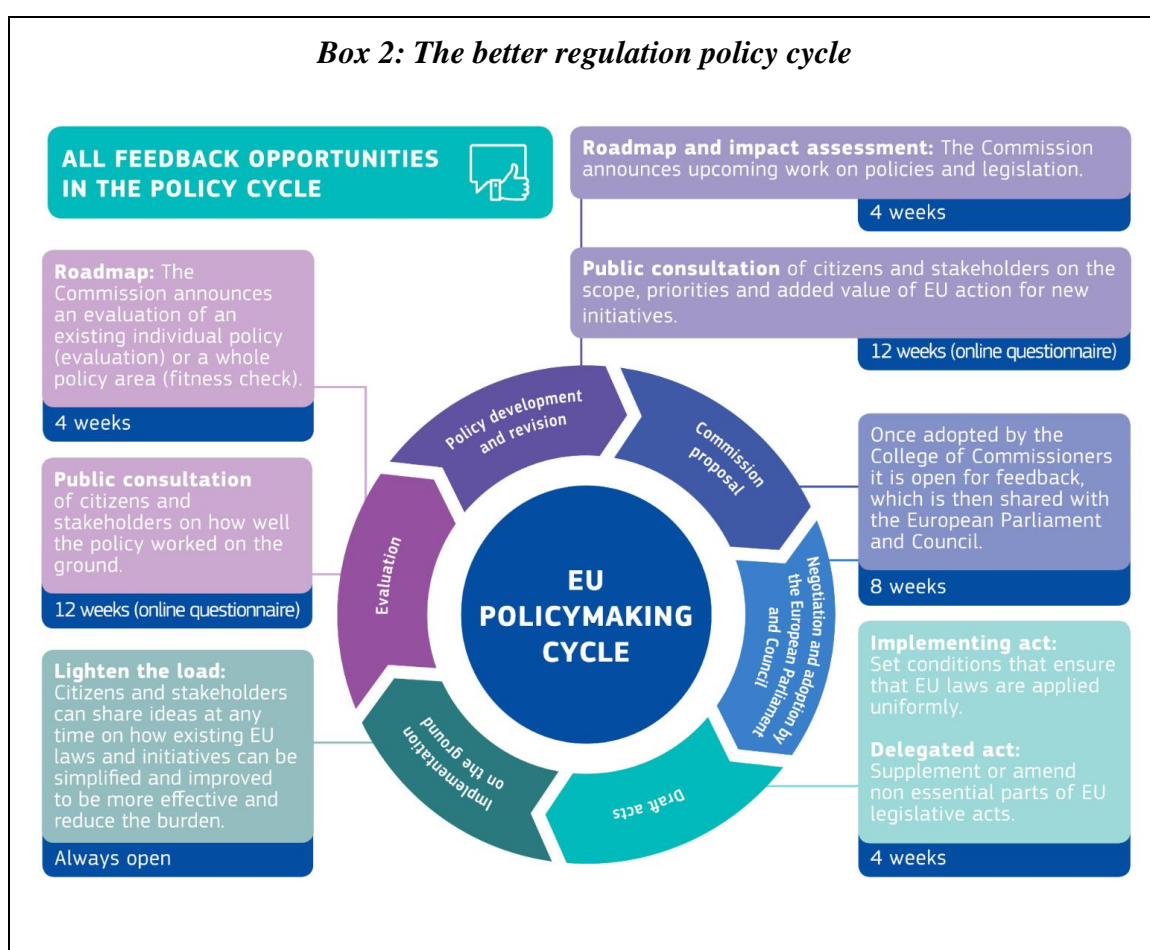 Box 2: The better regulation policy cycle
ALL FEEDBACK OPPORTUNITIES
IN THE POLICY CYCLE
Roadmap and impact assessment: The Commission
announces upcoming work on policies and legislation.
4 weeks
Public consultation of citizens and stakeholders on the
scope, priorities and added value of EU action for new
initiatives.
12 weeks (online questionnaire)
Roadmap: The
Commission announces
an evaluation of an
existing individual policy
(evaluation) or a whole
policy area (fitness check).
4 weeks
Public consultation
of citizens and
stakeholders on how well
the policy worked on the
ground.
12 weeks (online questionnaire)
Lighten the load:
Citizens and stakeholders
can share ideas at any
time on how existing EU
laws and initiatives can be
simplified and improved
to be more effective and
reduce the burden.
Always open
Policy development
and revision
Commission
proposal
Negotiation and adoption by
the European Parliament
and Council
Draft acts
Implementation
on the ground
Evaluation
EU
POLICYMAKING
CYCLE
Once adopted by the
College of Commissioners
it is open for feedback,
which is then shared with
the European Parliament
and Council.
8 weeks
Implementing act:
Set conditions that ensure
that EU laws are applied
uniformly.
Delegated act:
Supplement or amend
non essential parts of EU
legislative acts.
4 weeks